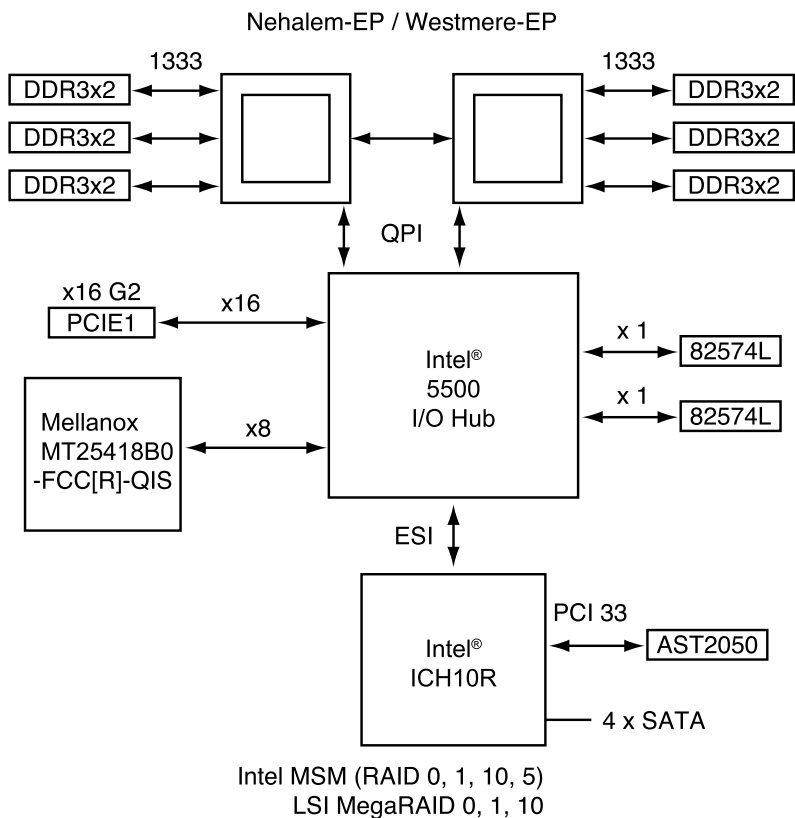 Nehalem-EP / Westmere-EP
1333
1333
DDR3x2
DDR3x2
DDR3x2
DDR3x2
DDR3x2
DDR3x2
QPI
x16 G2
PCIE1
x16
Intel®
5500
I/O Hub
x 1
82574L
x 1
82574L
Mellanox
MT25418B0
-FCC[R]-QIS
x8
ESI
Intel®
ICH10R
PCI 33
AST2050
4 x SATA
Intel MSM (RAID 0, 1, 10, 5)
LSI MegaRAID 0, 1, 10